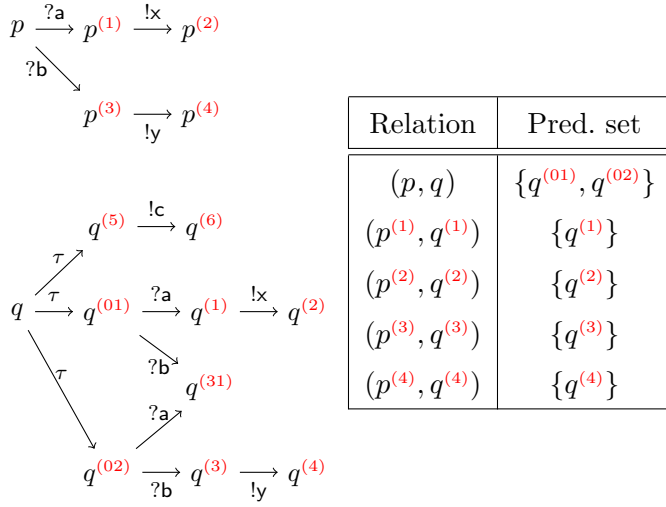 ?a !x
p p^(1) p^(2)
?b
p^(3) p^(4)
!y
!c
q^(5) q^(6)
τ
?a !x
τ
q q^(01) q^(1) q^(2)
?b
τ
q^(31)
?a
q^(02) q^(3) q^(4)
?b !y
Relation Pred. set
(p, q) {q^(01), q^(02)}
(p^(1), q^(1)) {q^(1)}
(p^(2), q^(2)) {q^(2)}
(p^(3), q^(3)) {q^(3)}
(p^(4), q^(4)) {q^(4)}